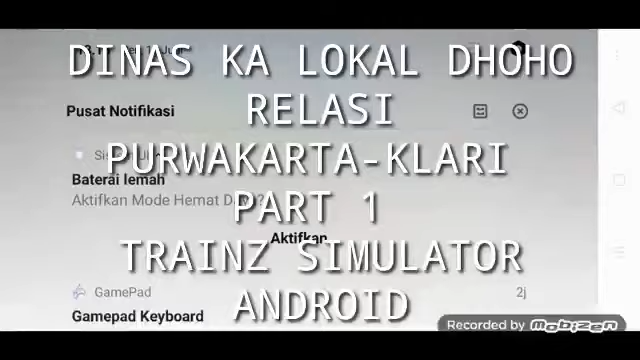 DINAS KA LOKAL DHOHO
RELASI
Pusat Notifikasi
PURWAKARTA-KLARI
Baterai lemah
Aktifkan Mode Hemat
PART 1
Aktifkan
TRAINZ SIMULATOR
GamePad
2j
ANDROID
Gamepad Keyboard
Recorded by Mobizen